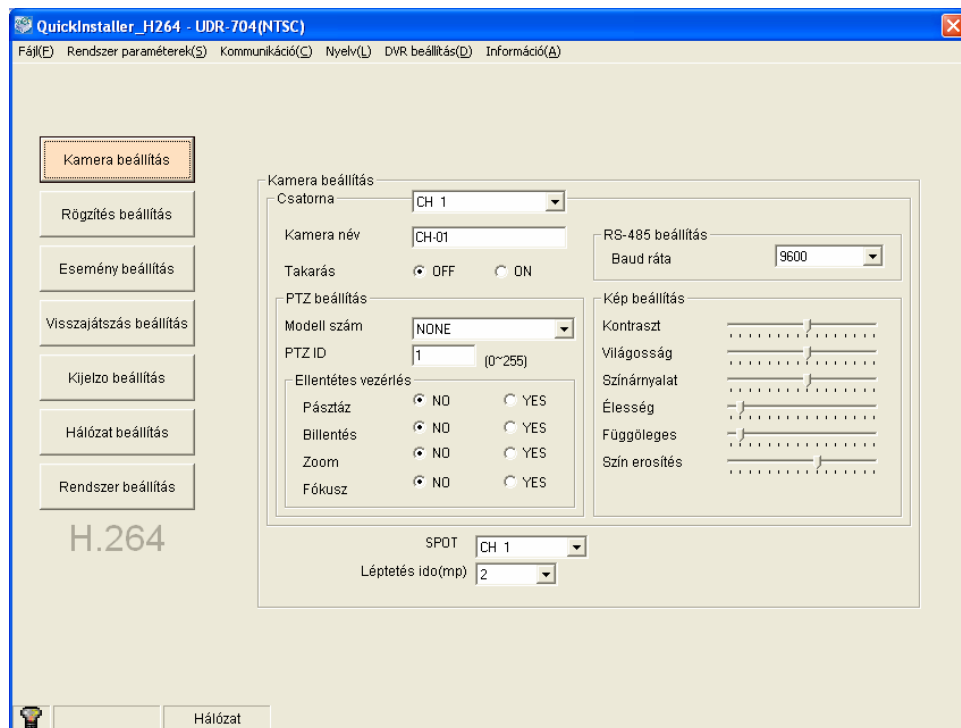 QuickInstaller_H264 - UDR-704(NTSC)
Fájl(F) Rendszer paraméterek(S) Kommunikáció(C) Nyelv(L) DVR beállítás(D) Információ(A)
Kamera beállítás
Rögzítés beállítás
Esemény beállítás
Visszajátszás beállítás
Kijelzo beállítás
Hálózat beállítás
Rendszer beállítás
H.264
Kamera beállítás
Csatorna CH 1
Kamera név CH-01
Takarás OFF ON
RS-485 beállítás
Baud ráta 9600
PTZ beállítás
Modell szám NONE
PTZ ID 1 (0~255)
Ellentétes vezérlés
Pásztáz NO YES
Billentés NO YES
Zoom NO YES
Fókusz NO YES
Kép beállítás
Kontraszt
Világosság
Színárnyalat
Élesség
Függöleges
Szín erosítés
SPOT CH 1
Léptetés ido(mp) 2
Hálózat